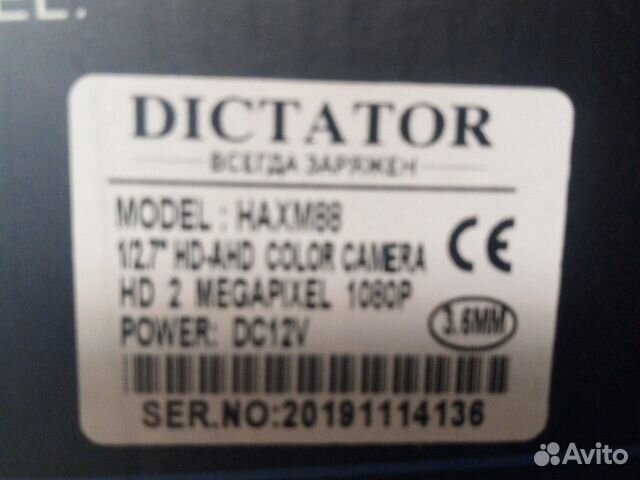 EL.
DICTATOR
ВСЕГДА ЗАРЯЖЕН
MODEL: HAXM88
1/2.7" HD-AHD COLOR CAMERA
HD 2 MEGAPIXEL 1080P
POWER: DC12V
CE
3.6MM
SER.NO:20191114136
Avito